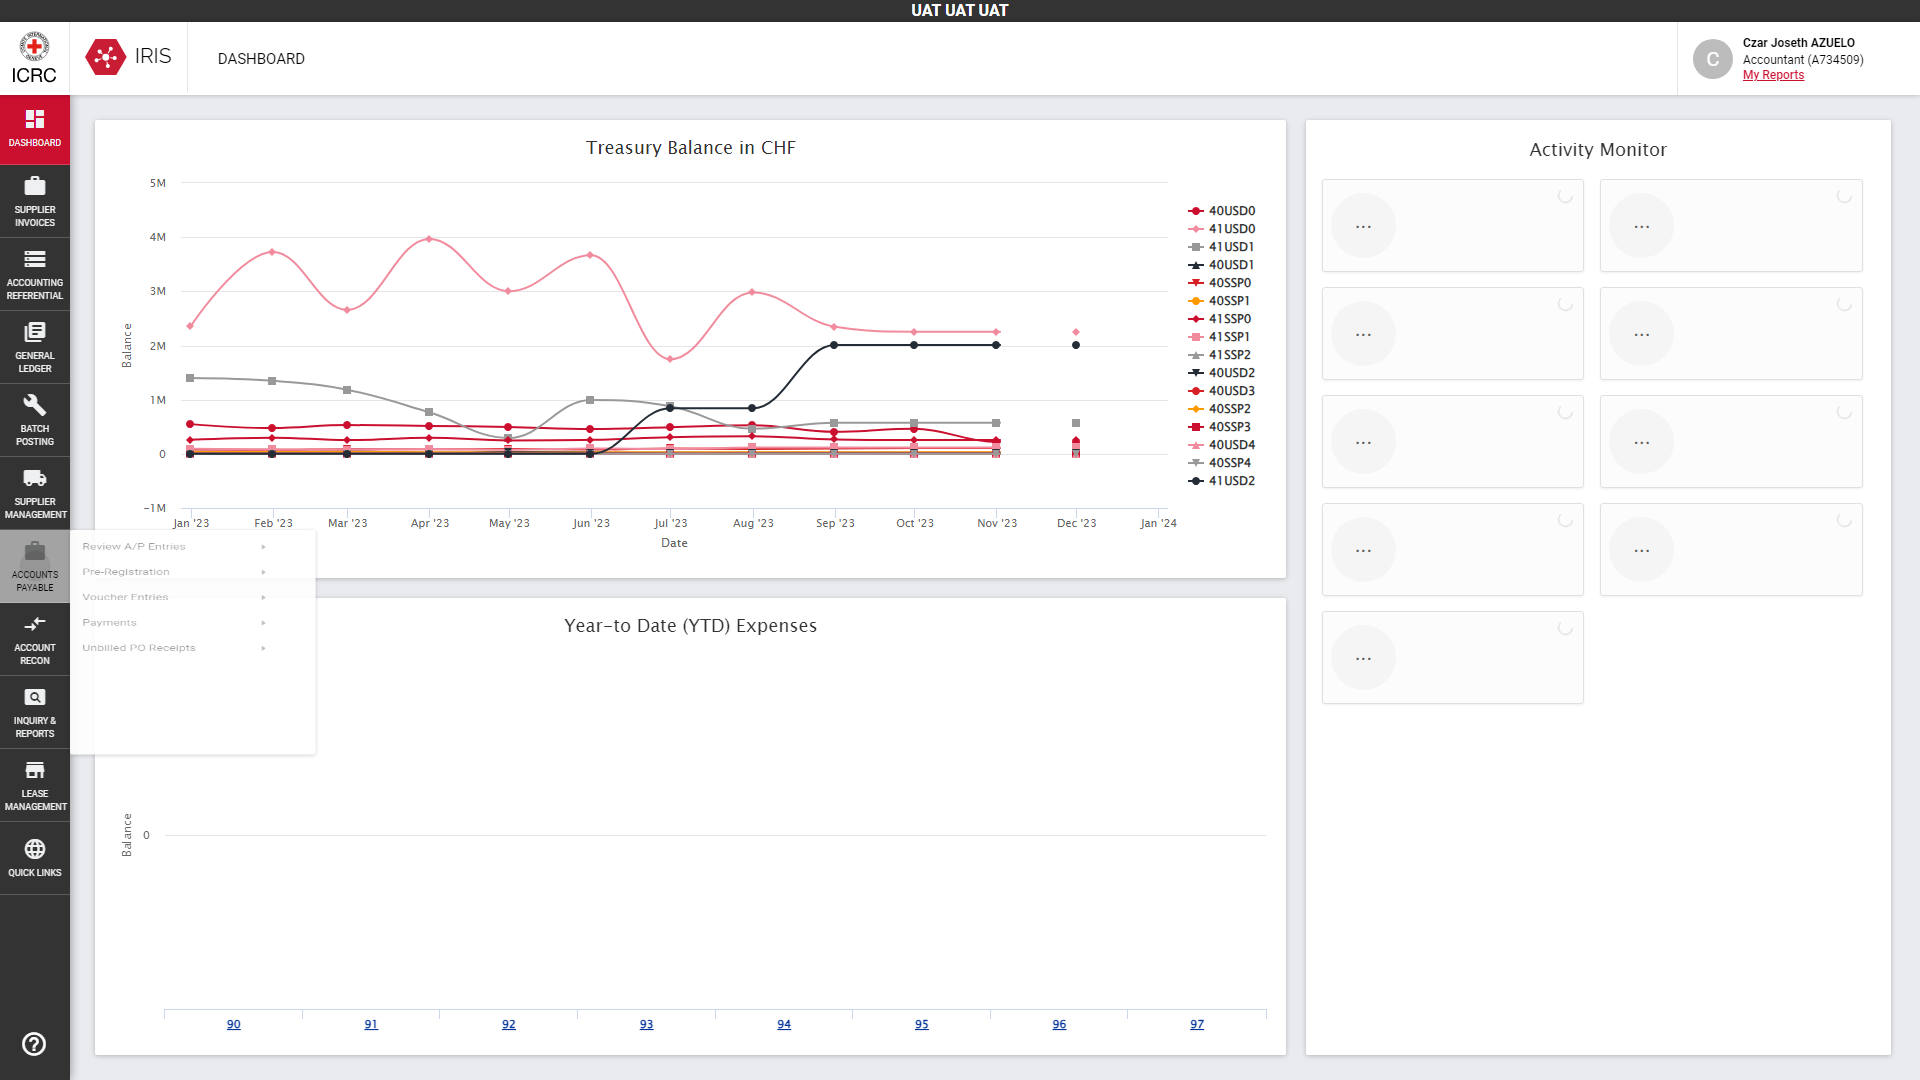 UAT UAT UAT
ICRC
IRIS
DASHBOARD
C
Czar Joseth AZUELO
Accountant (A734509)
My Reports
DASHBOARD
SUPPLIER
INVOICES
ACCOUNTING
REFERENTIAL
GENERAL
LEDGER
BATCH
POSTING
SUPPLIER
MANAGEMENT
ACCOUNTS
PAYABLE
ACCOUNT
RECON
INQUIRY &
REPORTS
LEASE
MANAGEMENT
QUICK LINKS
Review A/P Entries
Pre-Registration
Voucher Entries
Payments
Unbilled PO Receipts
Treasury Balance in CHF
Balance
5M
4M
3M
2M
1M
0
-1M
Jan '23
Feb '23
Mar '23
Apr '23
May '23
Jun '23
Jul '23
Aug '23
Sep '23
Oct '23
Nov '23
Dec '23
Jan '24
Date
40USD0
41USD0
41USD1
40USD1
40SSP0
40SSP1
41SSP0
41SSP1
41SSP2
40USD2
40USD3
40SSP2
40SSP3
40USD4
40SSP4
41USD2
Year-to Date (YTD) Expenses
Balance
0
90
91
92
93
94
95
96
97
Activity Monitor
...
...
...
...
...
...
...
...
...